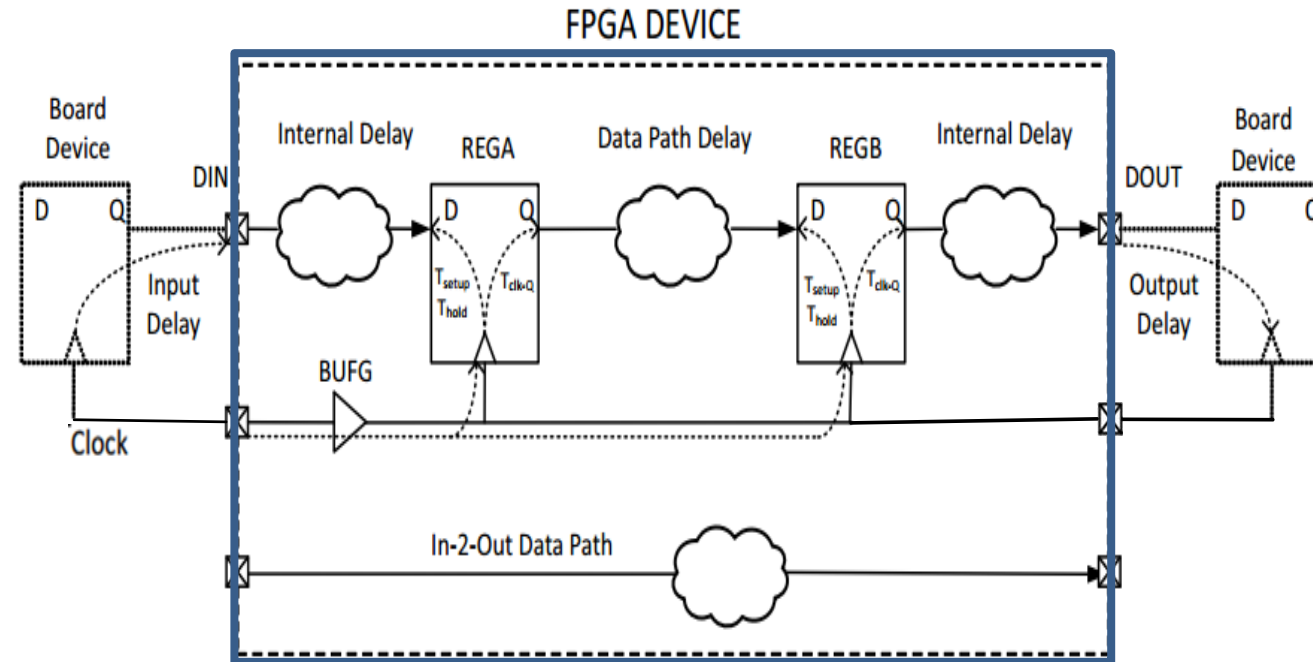 FPGA DEVICE
Board
Device
D Q
Input
Delay
Clock
DIN
Internal Delay
REGA
D Q
Tsetup
Thold
Tclk-Q
BUFG
Data Path Delay
REGB
D Q
Tsetup
Thold
Tclk-Q
Internal Delay
DOUT
Output
Delay
Board
Device
D Q
In-2-Out Data Path